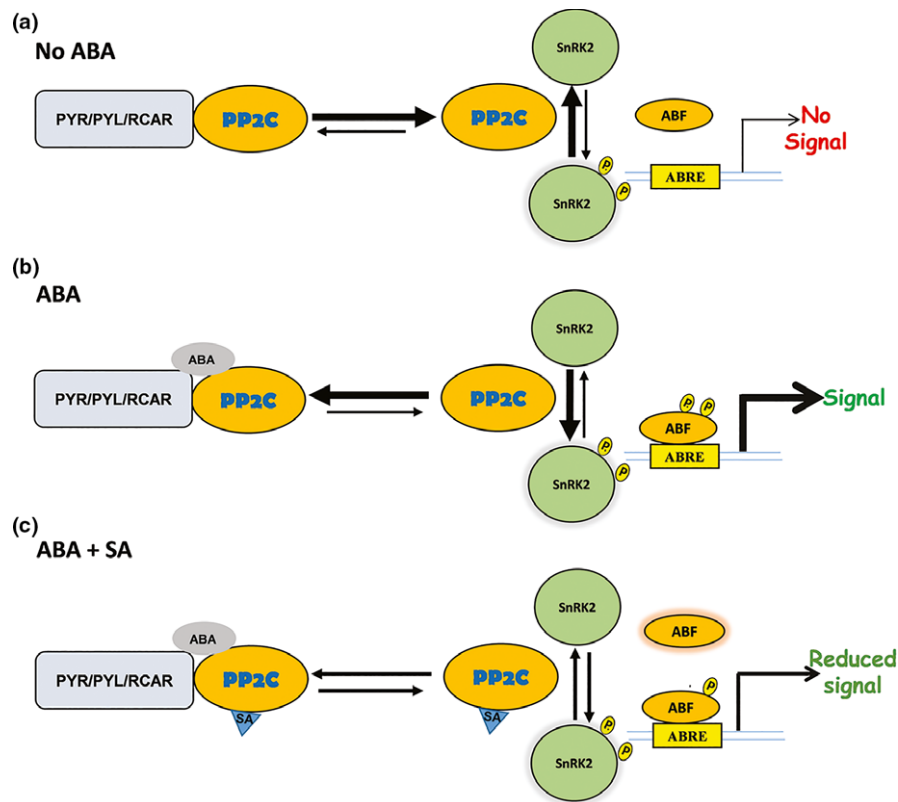 (a)
No ABA
PYR/PYL/RCAR
PP2C
PP2C
SnRK2
SnRK2
P
P
ABF
ABRE
No
Signal
(b)
ABA
ABA
PYR/PYL/RCAR
PP2C
PP2C
SnRK2
SnRK2
P
P
P
P
ABF
ABRE
Signal
(c)
ABA + SA
ABA
PYR/PYL/RCAR
PP2C
SA
PP2C
SA
SnRK2
SnRK2
P
P
ABF
P
ABF
ABRE
Reduced
signal